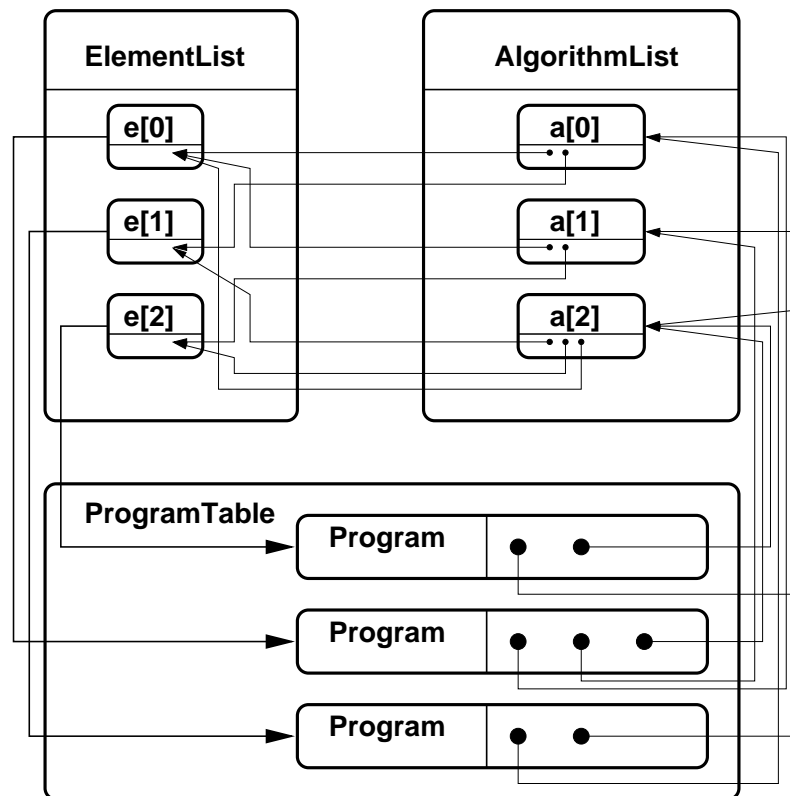 ElementList
AlgorithmList
e[0]
a[0]
e[1]
a[1]
e[2]
a[2]
ProgramTable
Program
Program
Program